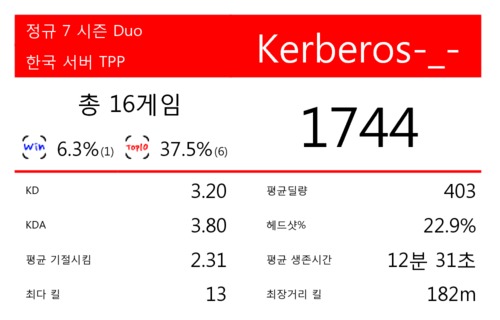 정규 7 시즌 Duo
한국 서버 TPP
Kerberos-_-
총 16게임
Win 6.3%(1) Top10 37.5%(6)
1744
KD 3.20
KDA 3.80
평균 기절시킴 2.31
최다 킬 13
평균딜량 403
헤드샷% 22.9%
평균 생존시간 12분 31초
최장거리 킬 182m